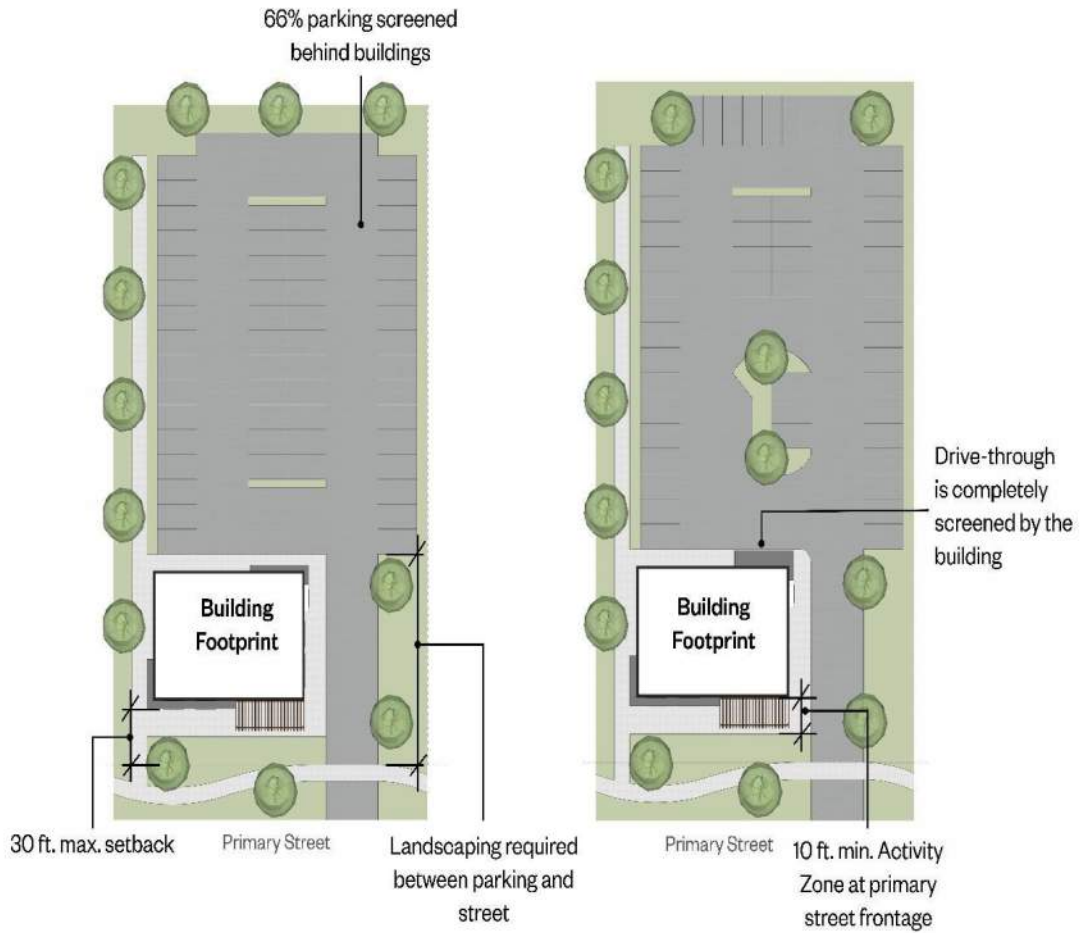 66% parking screened
behind buildings
Drive-through
is completely
screened by the
building
Building
Footprint
Building
Footprint
30 ft. max. setback
Primary Street
Landscaping required
between parking and
street
Primary Street
10 ft. min. Activity
Zone at primary
street frontage